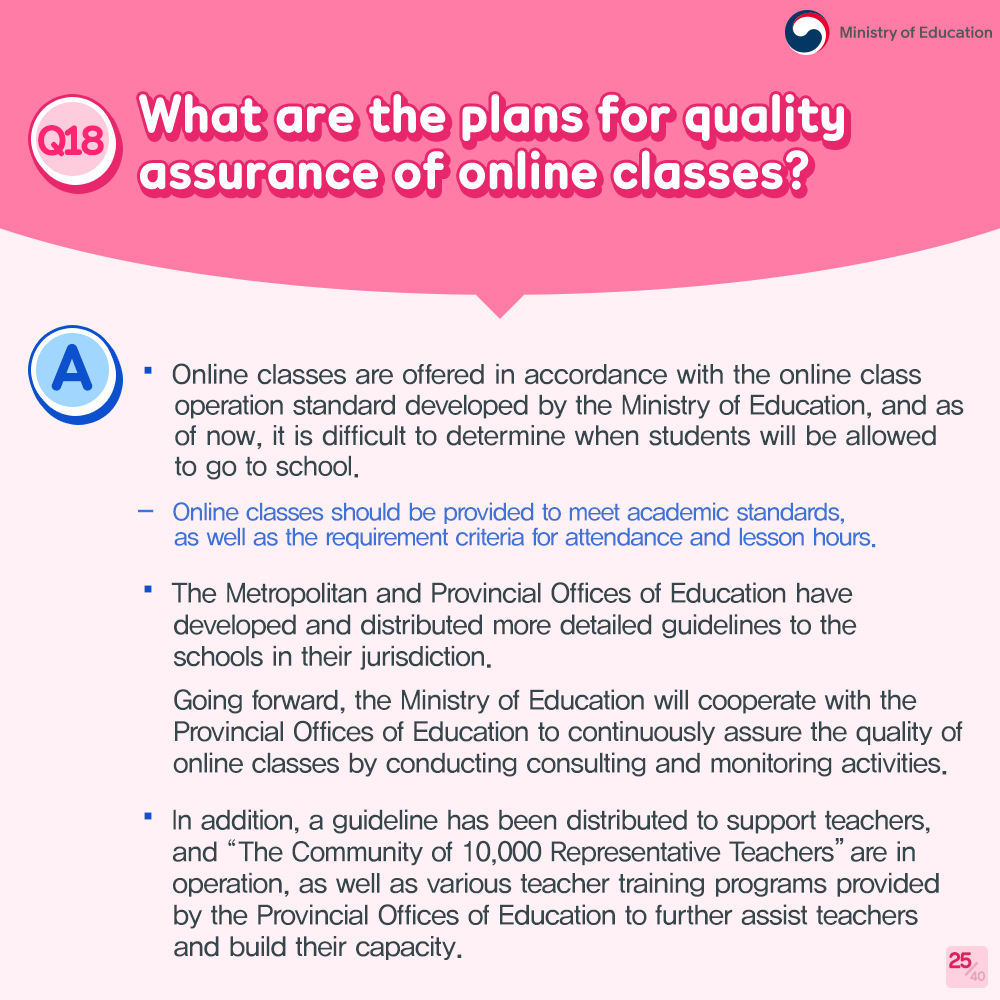 Ministry of Education
Q18
What are the plans for quality
assurance of online classes?
A
▪ Online classes are offered in accordance with the online class
operation standard developed by the Ministry of Education, and as
of now, it is difficult to determine when students will be allowed
to go to school.
– Online classes should be provided to meet academic standards,
as well as the requirement criteria for attendance and lesson hours.
▪ The Metropolitan and Provincial Offices of Education have
developed and distributed more detailed guidelines to the
schools in their jurisdiction.
Going forward, the Ministry of Education will cooperate with the
Provincial Offices of Education to continuously assure the quality of
online classes by conducting consulting and monitoring activities.
▪ In addition, a guideline has been distributed to support teachers,
and “The Community of 10,000 Representative Teachers” are in
operation, as well as various teacher training programs provided
by the Provincial Offices of Education to further assist teachers
and build their capacity.
25/40